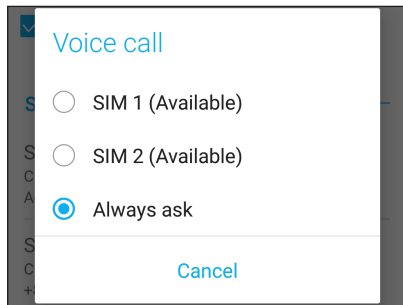 Voice call
SIM 1 (Available)
SIM 2 (Available)
Always ask
Cancel